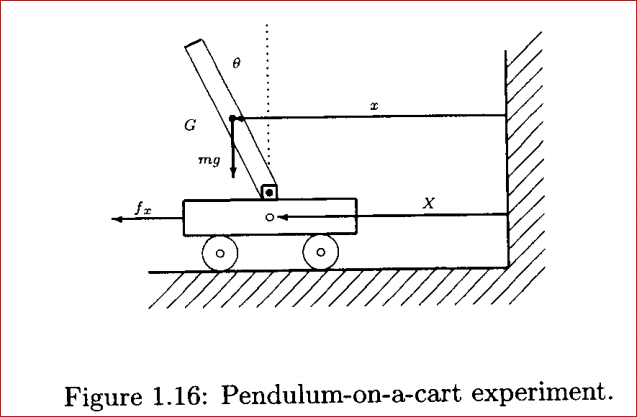 θ
x
G
mg
f_x
X
Figure 1.16: Pendulum-on-a-cart experiment.